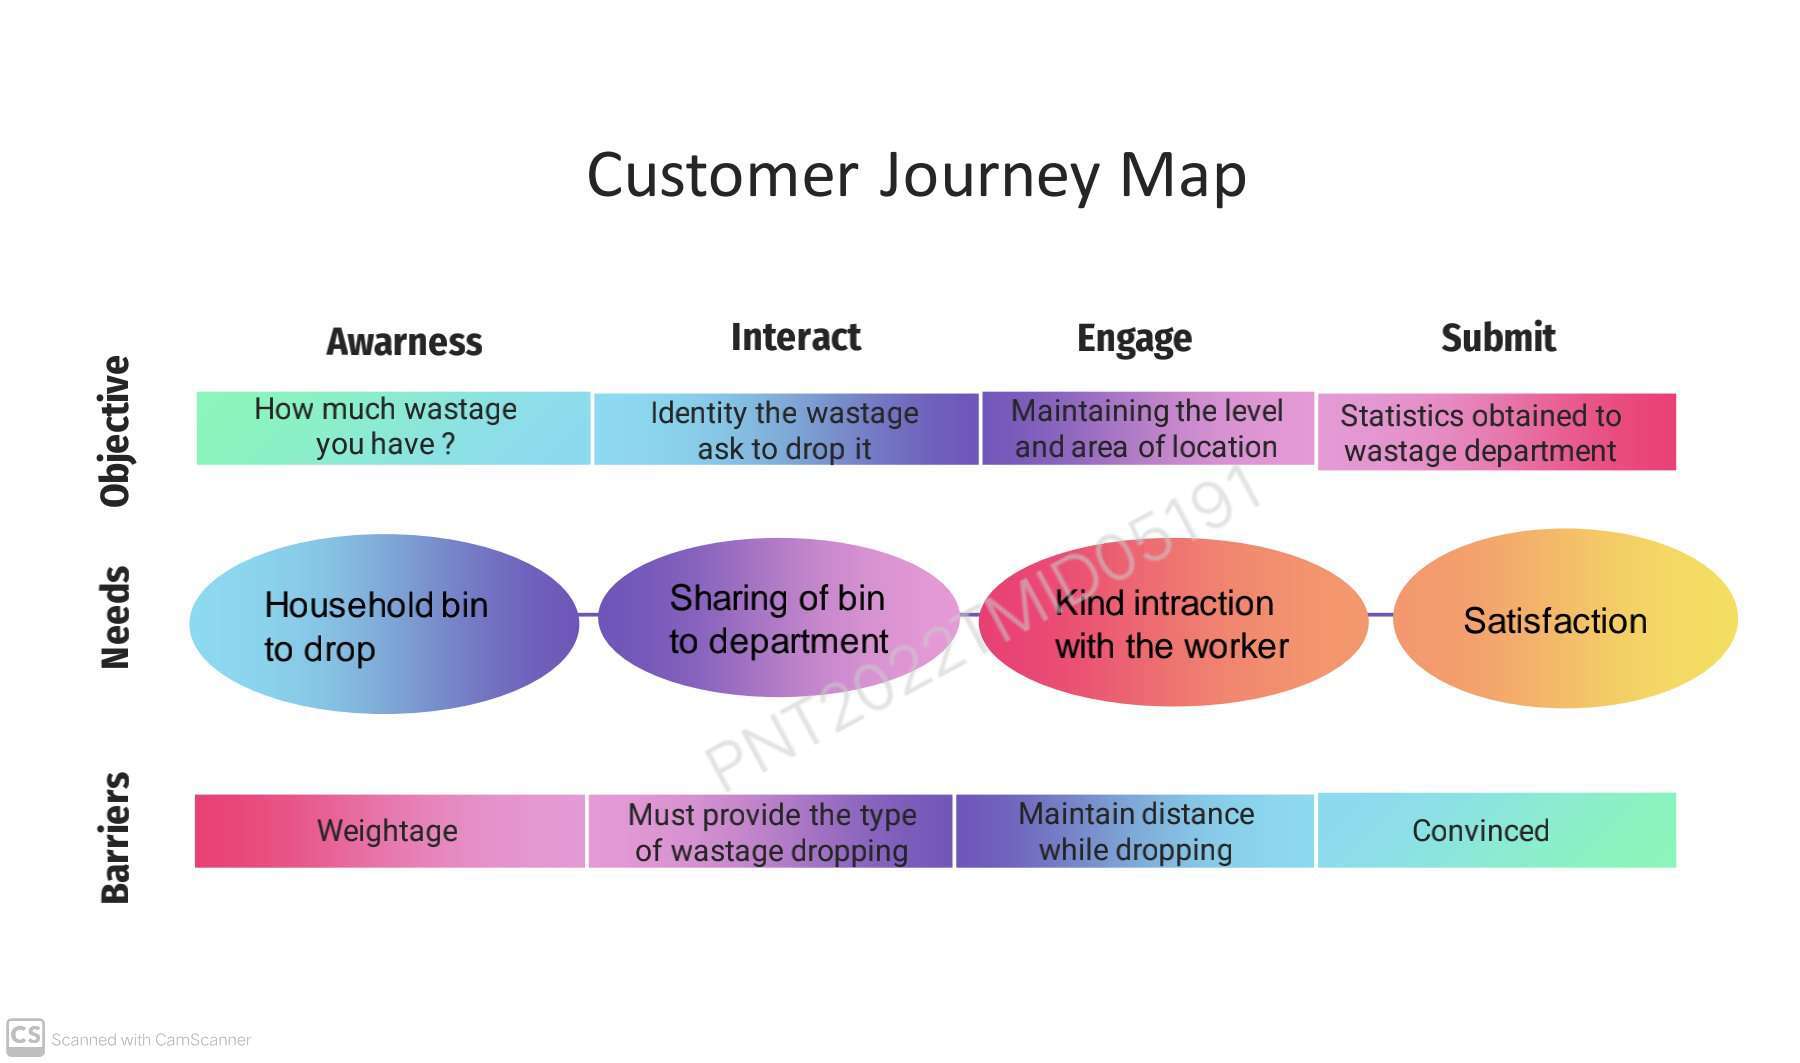 Customer Journey Map
Awarness
Interact
Engage
Submit
Objective
How much wastage
you have ?
Identity the wastage
ask to drop it
Maintaining the level
and area of location
Statistics obtained to
wastage department
Needs
Household bin
to drop
Sharing of bin
to department
Kind intraction
with the worker
Satisfaction
PNT2022TMID05191
Barriers
Weightage
Must provide the type
of wastage dropping
Maintain distance
while dropping
Convinced
CS Scanned with CamScanner